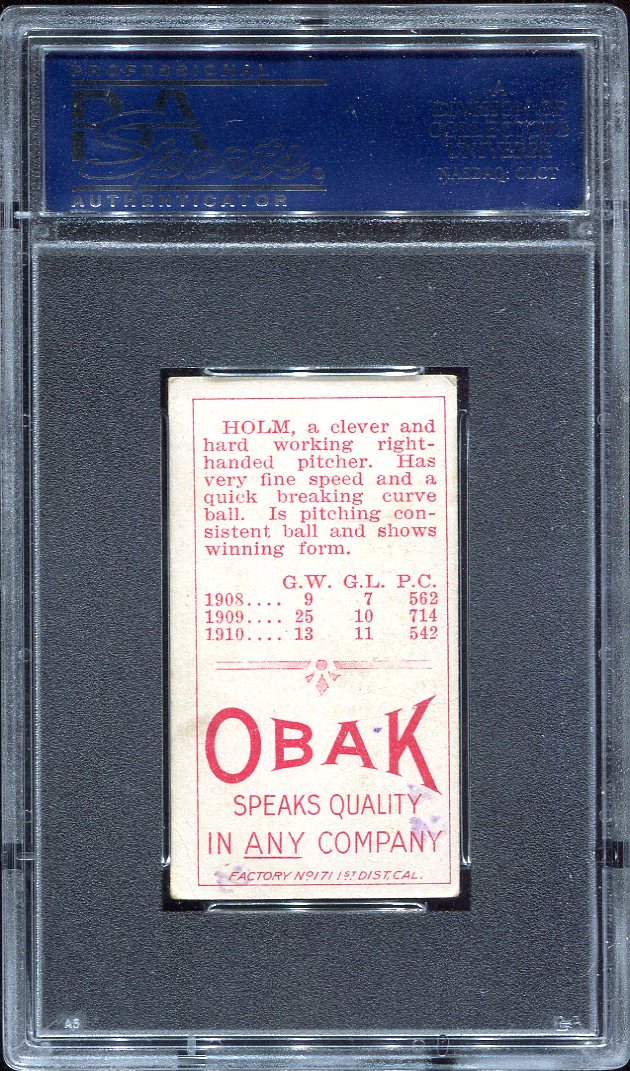 PROFESSIONAL
PSA
Sports®
AUTHENTICATOR
A
DIVISION OF
COLLECTORS
UNIVERSE
NASDAQ: CLCT
HOLM, a clever and
hard working right-
handed pitcher. Has
very fine speed and a
quick breaking curve
ball. Is pitching con-
sistent ball and shows
winning form.
G.W. G.L. P.C.
1908.... 9 7 562
1909.... 25 10 714
1910.... 13 11 542
OBAK
SPEAKS QUALITY
IN ANY COMPANY
FACTORY No 171 1ST DIST, CAL.
A5